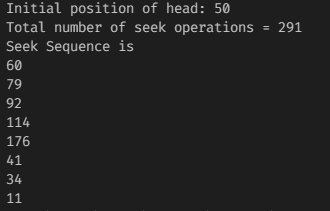 Initial position of head: 50
Total number of seek operations = 291
Seek Sequence is
60
79
92
114
176
41
34
11